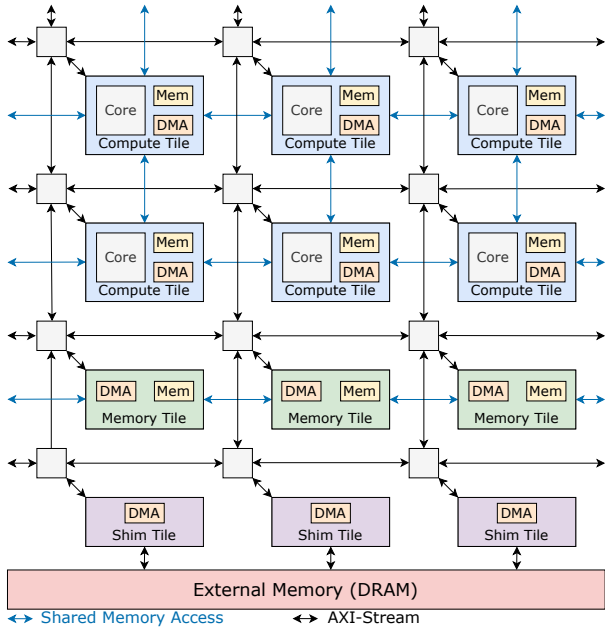 Core Mem Core Mem Core Mem
DMA DMA DMA
Compute Tile Compute Tile Compute Tile
Core Mem Core Mem Core Mem
DMA DMA DMA
Compute Tile Compute Tile Compute Tile
DMA Mem DMA Mem DMA Mem
Memory Tile Memory Tile Memory Tile
DMA DMA DMA
Shim Tile Shim Tile Shim Tile
External Memory (DRAM)
Shared Memory Access AXI-Stream